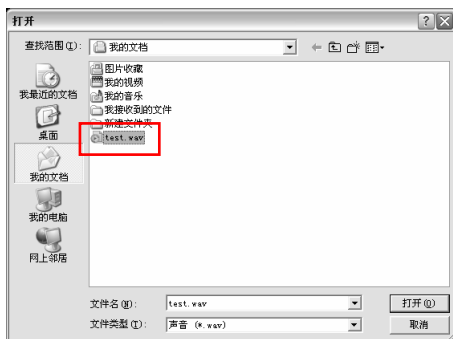 打开
查找范围(I):
我的文档
我最近的文档
桌面
我的文档
我的电脑
网上邻居
图片收藏
我的视频
我的音乐
我接收到的文件
新建文件夹
test.wav
文件名(N):
test.wav
打开(O)
文件类型(T):
声音 (*.wav)
取消